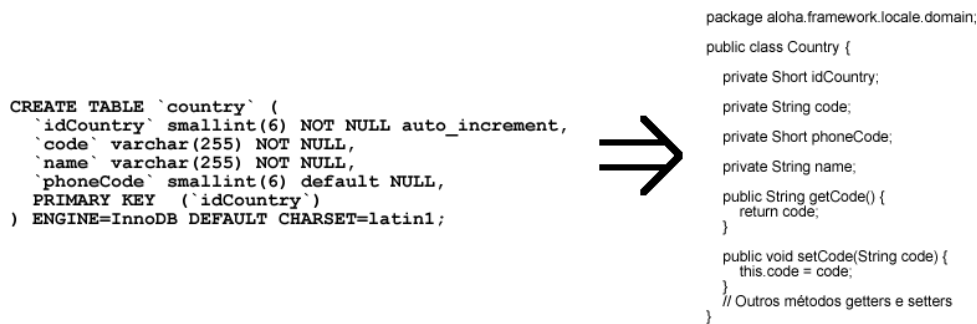 CREATE TABLE `country` (
`idCountry` smallint(6) NOT NULL auto_increment,
`code` varchar(255) NOT NULL,
`name` varchar(255) NOT NULL,
`phoneCode` smallint(6) default NULL,
PRIMARY KEY  (`idCountry`)
) ENGINE=InnoDB DEFAULT CHARSET=latin1;
package aloha.framework.locale.domain;
public class Country {
private Short idCountry;
private String code;
private Short phoneCode;
private String name;
public String getCode() {
return code;
}
public void setCode(String code) {
this.code = code;
}
// Outros métodos getters e setters
}